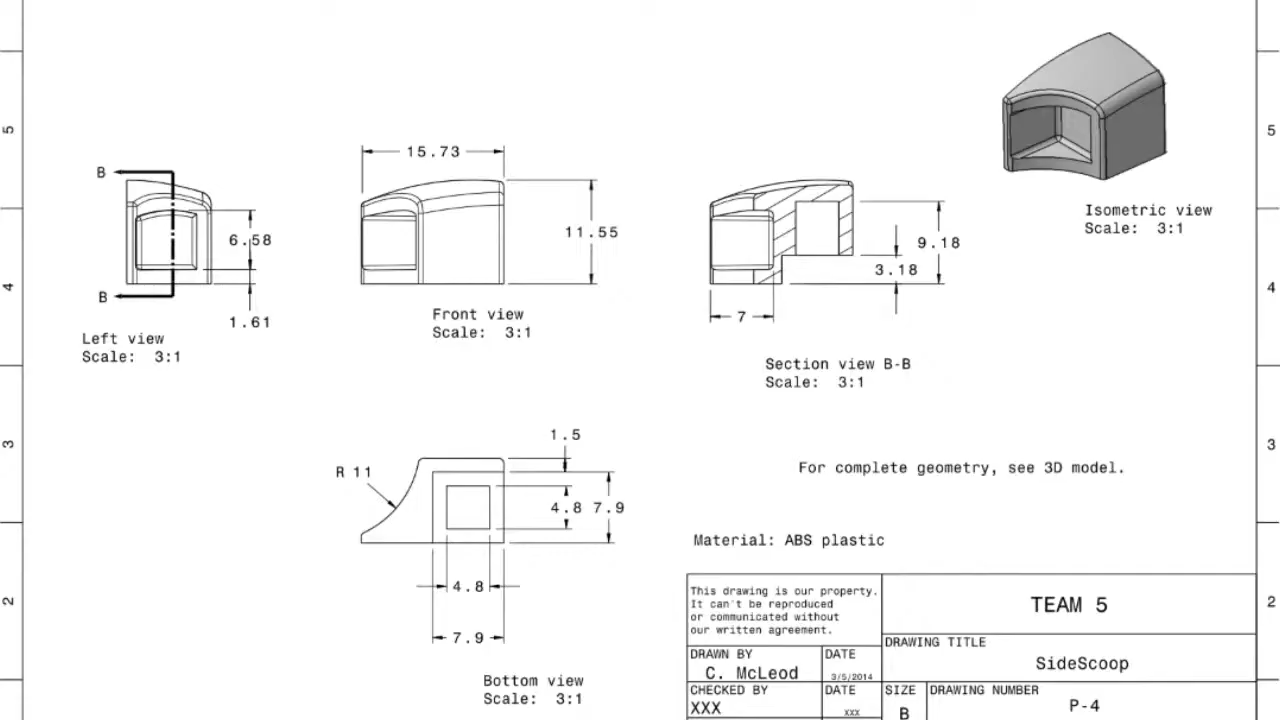 5
4
3
2
B
6.58
B
1.61
Left view
Scale: 3:1
15.73
11.55
Front view
Scale: 3:1
9.18
3.18
7
Section view B-B
Scale: 3:1
Isometric view
Scale: 3:1
5
4
3
2
1.5
R 11
4.8 7.9
4.8
7.9
Bottom view
Scale: 3:1
For complete geometry, see 3D model.
Material: ABS plastic
This drawing is our property.
It can't be reproduced
or communicated without
our written agreement.
TEAM 5
DRAWING TITLE
SideScoop
DRAWN BY
C. McLeod
DATE
3/5/2014
CHECKED BY
XXX
DATE
XXX
SIZE
B
DRAWING NUMBER
P-4